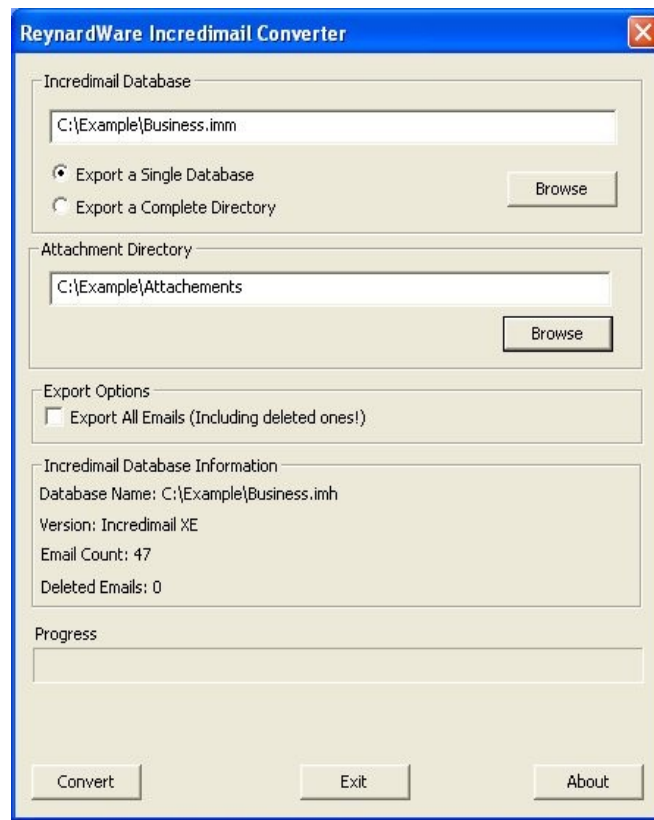 ReynardWare Incredimail Converter
Incredimail Database
C:\Example\Business.imm
Export a Single Database
Browse
Export a Complete Directory
Attachment Directory
C:\Example\Attachements
Browse
Export Options
Export All Emails (Including deleted ones!)
Incredimail Database Information
Database Name: C:\Example\Business.imh
Version: Incredimail XE
Email Count: 47
Deleted Emails: 0
Progress
Convert Exit About